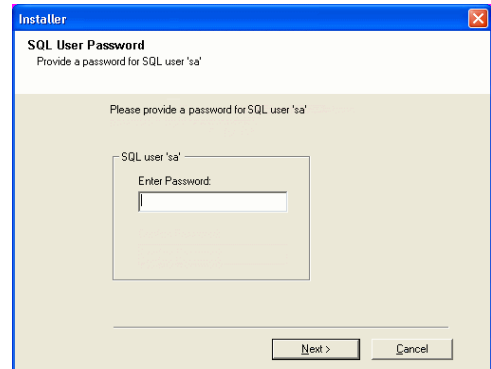 Installer
SQL User Password
Provide a password for SQL user 'sa'
Please provide a password for SQL user 'sa'
SQL user 'sa'
Enter Password:
Next >
Cancel